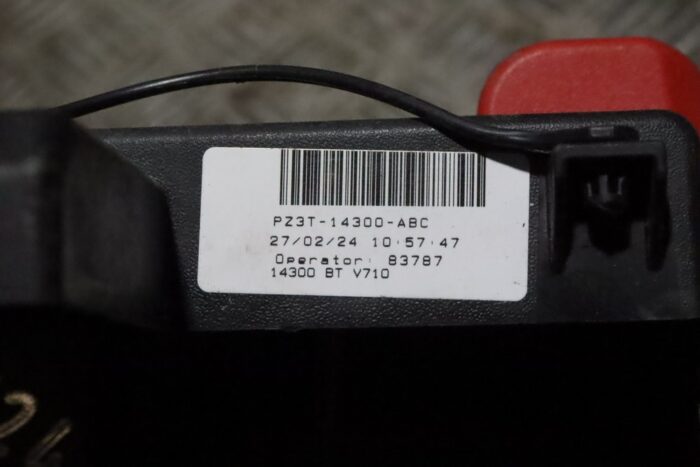 PZ3T-14300-ABC
27/02/24 10:57:47
Operator: 83787
14300 BT V710